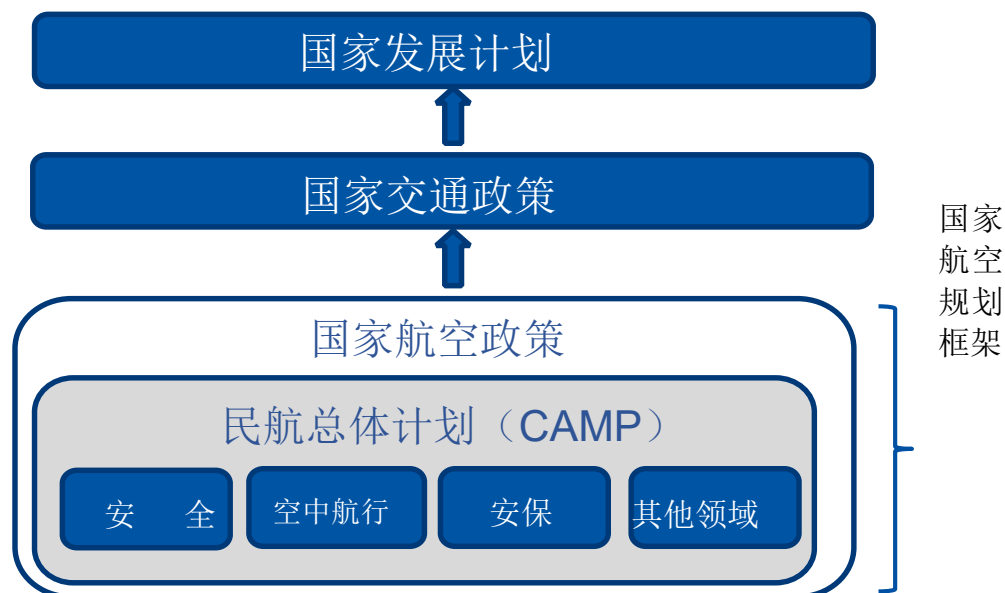 国家发展计划
国家交通政策
国家
航空
规划
框架
国家航空政策
民航总体计划（CAMP）
安 全
空中航行
安保
其他领域